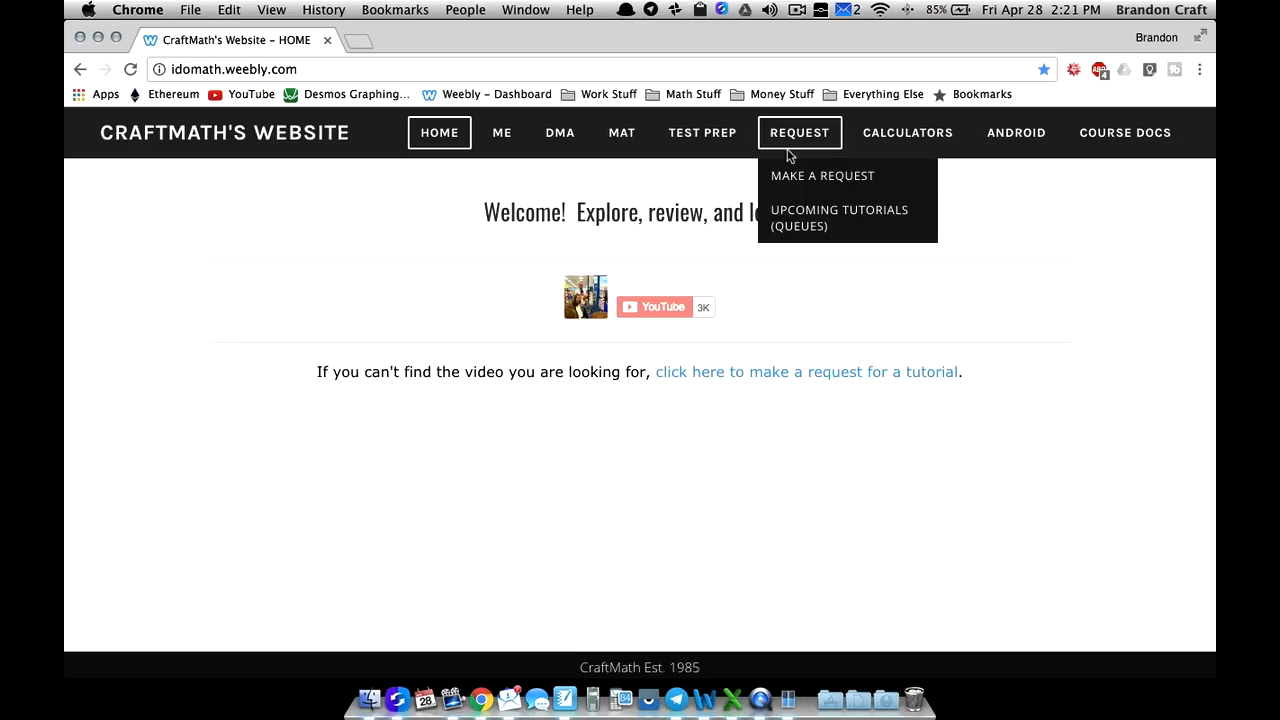 Chrome File Edit View History Bookmarks People Window Help 2 85% Fri Apr 28 2:21 PM Brandon Craft
CraftMath's Website - HOME Brandon
idomath.weebly.com
Apps Ethereum YouTube Desmos Graphing... Weebly - Dashboard Work Stuff Math Stuff Money Stuff Everything Else Bookmarks
CRAFTMATH'S WEBSITE HOME ME DMA MAT TEST PREP REQUEST CALCULATORS ANDROID COURSE DOCS
MAKE A REQUEST
UPCOMING TUTORIALS
(QUEUES)
Welcome! Explore, review, and
YouTube 3K
If you can't find the video you are looking for, click here to make a request for a tutorial.
CraftMath Est. 1985
28